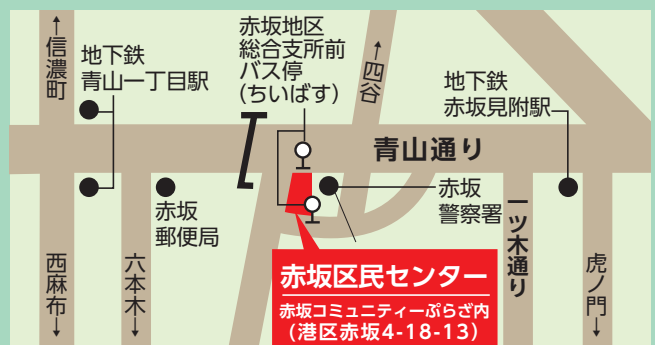 ←信濃町
地下鉄
青山一丁目駅
赤坂地区
総合支所前
バス停
(ちいばす)
←四谷
地下鉄
赤坂見附駅
青山通り
赤坂
郵便局
赤坂
警察署
一ツ木通り
西麻布→
六本木→
虎ノ門→
赤坂区民センター
赤坂コミュニティーぷらざ内
(港区赤坂4-18-13)